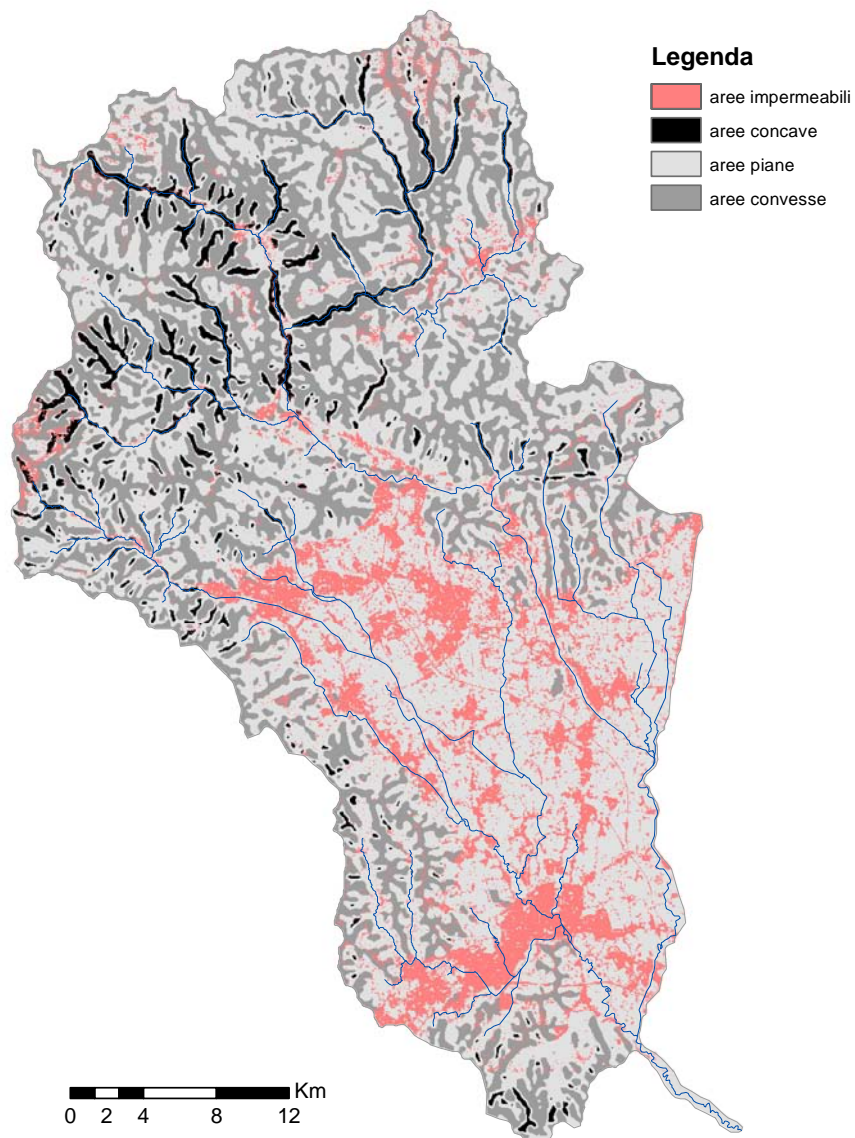 Legenda
aree impermeabili
aree concave
aree piane
aree convesse
Km
0 2 4 8 12